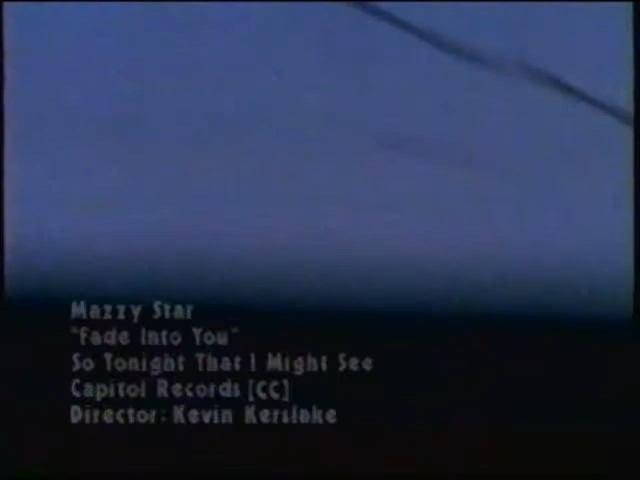 Mazzy Star
"Fade Into You"
So Tonight That I Might See
Capitol Records [CC]
Director: Kevin Kerslake